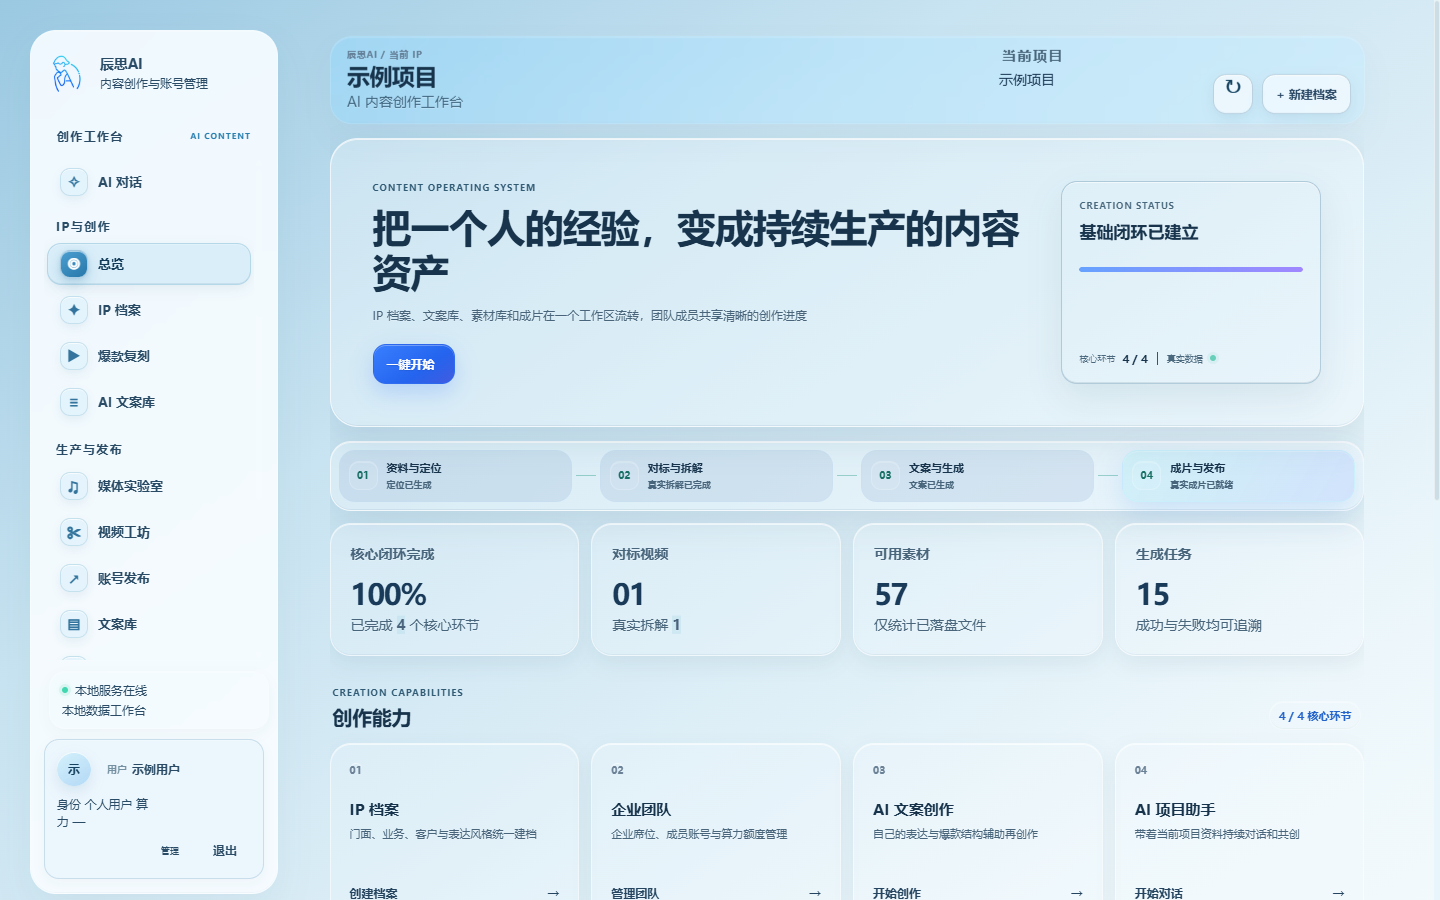 辰思AI
内容创作与账号管理
创作工作台 AI CONTENT
AI 对话
IP与创作
总览
IP 档案
爆款复刻
AI 文案库
生产与发布
媒体实验室
视频工坊
账号发布
文案库
本地服务在线
本地数据工作台
示 用户 示例用户
身份 个人用户 算
力 —
管理 退出
辰思AI / 当前 IP
示例项目
AI 内容创作工作台
当前项目
示例项目
↻ + 新建档案
CONTENT OPERATING SYSTEM
把一个人的经验，变成持续生产的内容
资产
IP 档案、文案库、素材库和成片在一个工作区流转，团队成员共享清晰的创作进度
一键开始
CREATION STATUS
基础闭环已建立
核心环节 4 / 4 真实数据
01 资料与定位
定位已生成
02 对标与拆解
真实拆解已完成
03 文案与生成
文案已生成
04 成片与发布
真实成片已就绪
核心闭环完成
100%
已完成 4 个核心环节
对标视频
01
真实拆解 1
可用素材
57
仅统计已落盘文件
生成任务
15
成功与失败均可追溯
CREATION CAPABILITIES
创作能力
4 / 4 核心环节
01
IP 档案
门面、业务、客户与表达风格统一建档
创建档案 →
02
企业团队
企业席位、成员账号与算力额度管理
管理团队 →
03
AI 文案创作
自己的表达与爆款结构辅助再创作
开始创作 →
04
AI 项目助手
带着当前项目资料持续对话和共创
开始对话 →